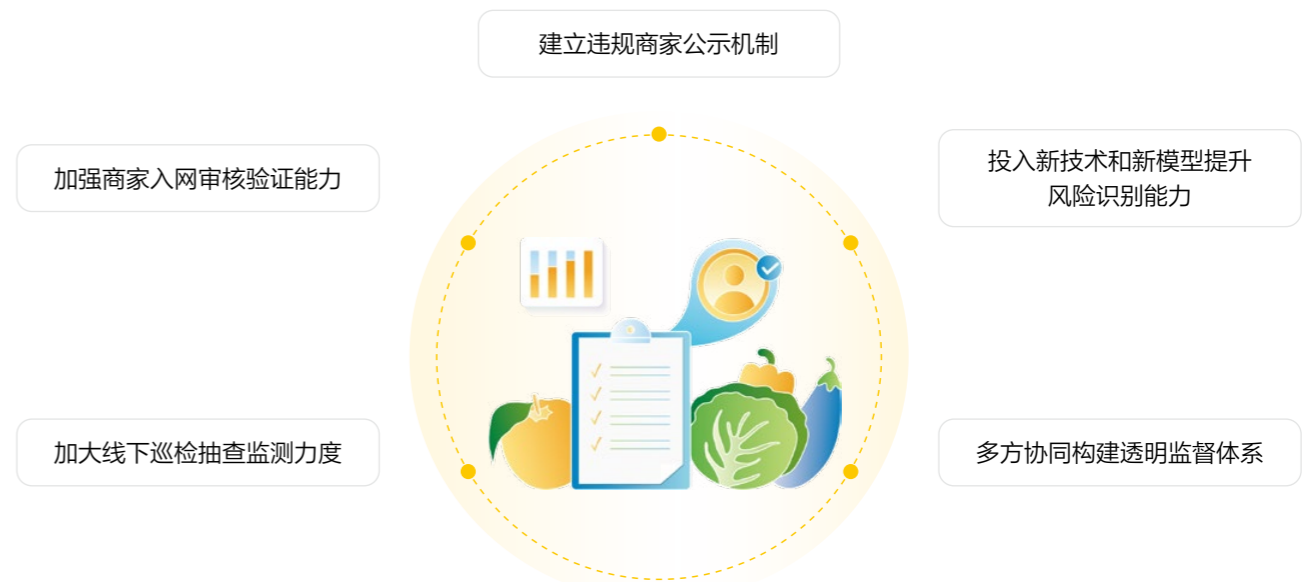 建立违规商家公示机制
加强商家入网审核验证能力
投入新技术和新模型提升
风险识别能力
加大线下巡检抽查监测力度
多方协同构建透明监督体系